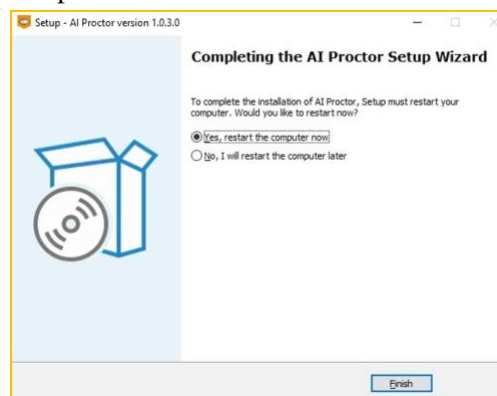 Setup - AI Proctor version 1.0.3.0
Completing the AI Proctor Setup Wizard
To complete the installation of AI Proctor, Setup must restart your
computer. Would you like to restart now?
Yes, restart the computer now
No, I will restart the computer later
Finish